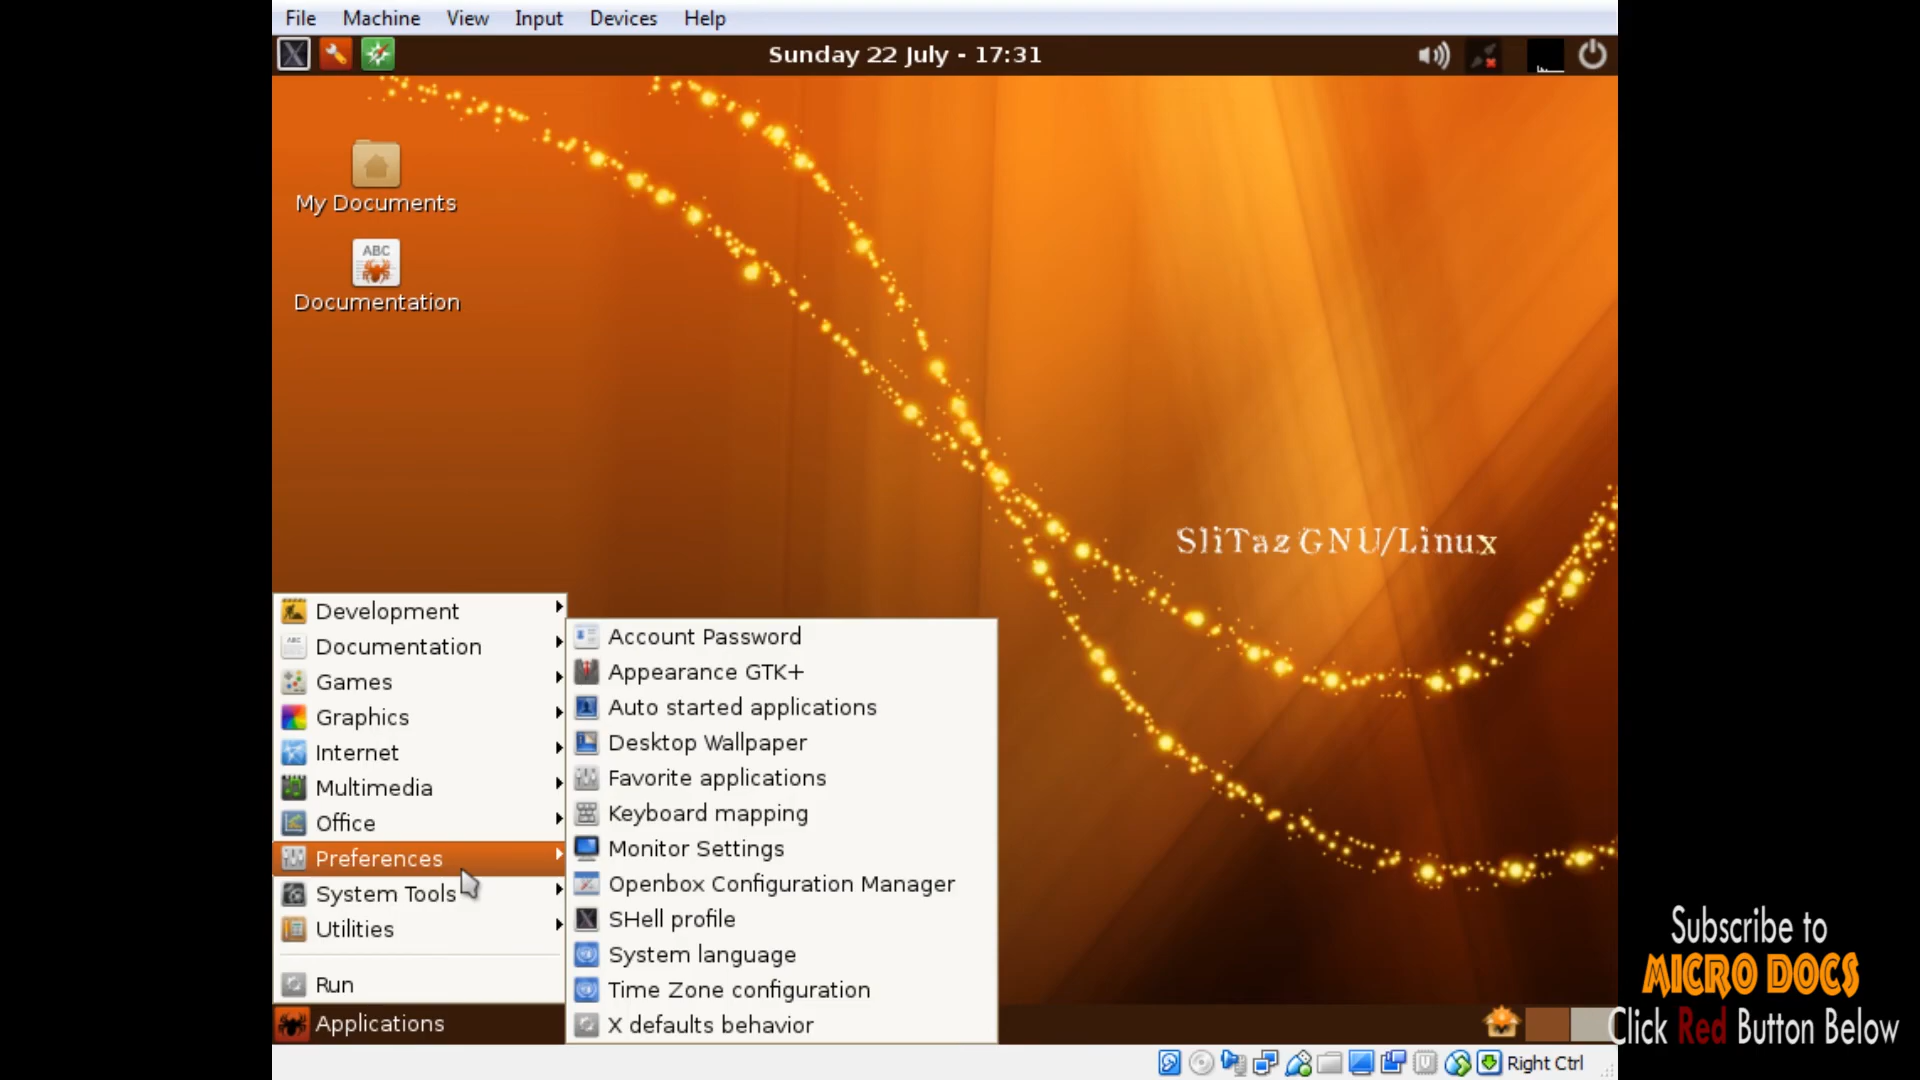 File Machine View Input Devices Help
Sunday 22 July - 17:31
My Documents
ABC
Documentation
SliTaz GNU/Linux
Development
ABC
Documentation
Games
Graphics
Internet
Multimedia
Office
Preferences
System Tools
Utilities
Run
Applications
Account Password
Appearance GTK+
Auto started applications
Desktop Wallpaper
Favorite applications
Keyboard mapping
Monitor Settings
Openbox Configuration Manager
SHell profile
System language
Time Zone configuration
X defaults behavior
Subscribe to
MICRO DOCS
Click Red Button Below
Right Ctrl